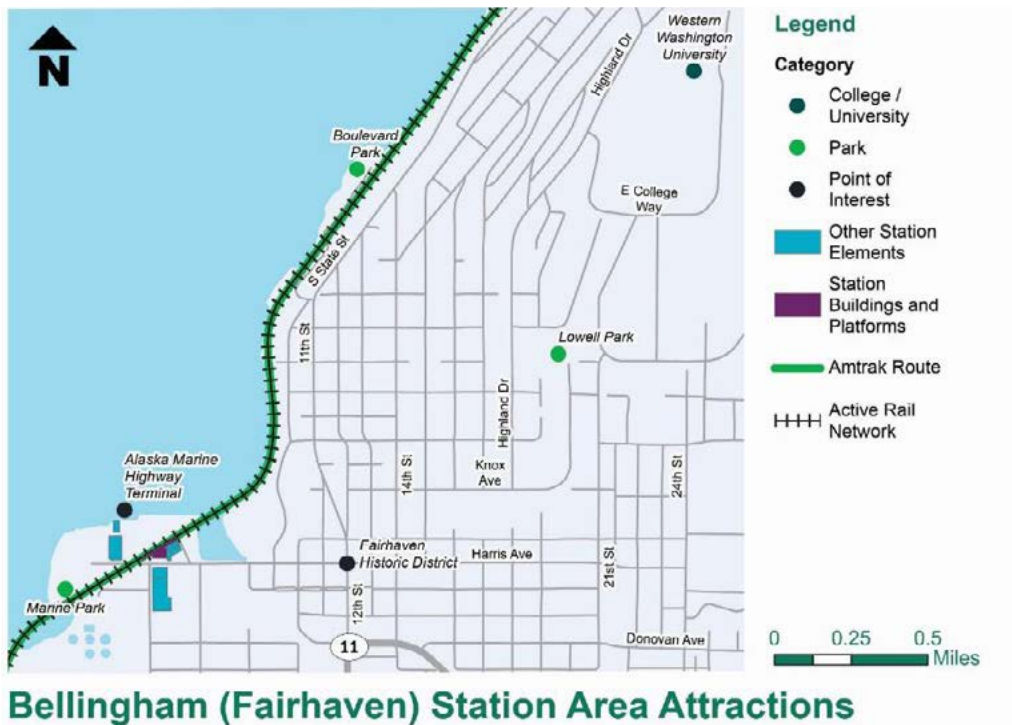 N
Western
Washington
University
Highland Dr
Boulevard
Park
E College
Way
S State St
11th St
Lowell Park
Highland Dr
Alaska Marine
Highway
Terminal
14th St
Knox
Ave
24th St
Fairhaven
Historic District
Harris Ave
21st St
Marine Park
12th St
11
Donovan Ave
Legend
Category
College /
University
Park
Point of
Interest
Other Station
Elements
Station
Buildings and
Platforms
Amtrak Route
Active Rail
Network
0 0.25 0.5
Miles
Bellingham (Fairhaven) Station Area Attractions